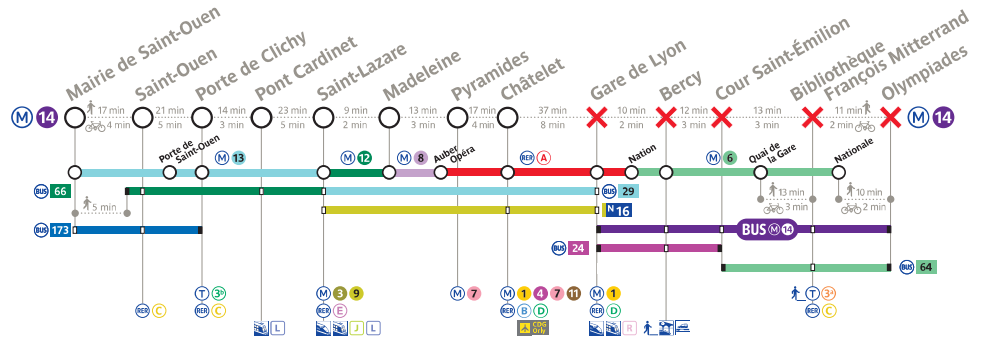 Mairie de Saint-Ouen
Saint-Ouen
Porte de Clichy
Pont Cardinet
Saint-Lazare
Madeleine
Pyramides
Châtelet
Gare de Lyon
Bercy
Cour Saint-Émilion
Bibliothèque
François Mitterrand
Olympiades
M 14
17 min
4 min
21 min
5 min
14 min
3 min
23 min
5 min
9 min
2 min
13 min
3 min
17 min
4 min
37 min
8 min
10 min
2 min
12 min
3 min
13 min
3 min
11 min
2 min
M 14
Porte de
Saint-Ouen
M 13
M 12
M 8
Auber
Opéra
RER A
Nation
M 6
Quai de
la Gare
Nationale
BUS 66
BUS 29
5 min
13 min
3 min
10 min
2 min
N 16
BUS 173
BUS M 14
BUS 24
BUS 64
RER C
T 3b
RER C
L
M 3 9
RER E
J L
M 7
M 1 4 7 11
RER B D
CDG
Orly
M 1
RER D
R
T 3a
RER C